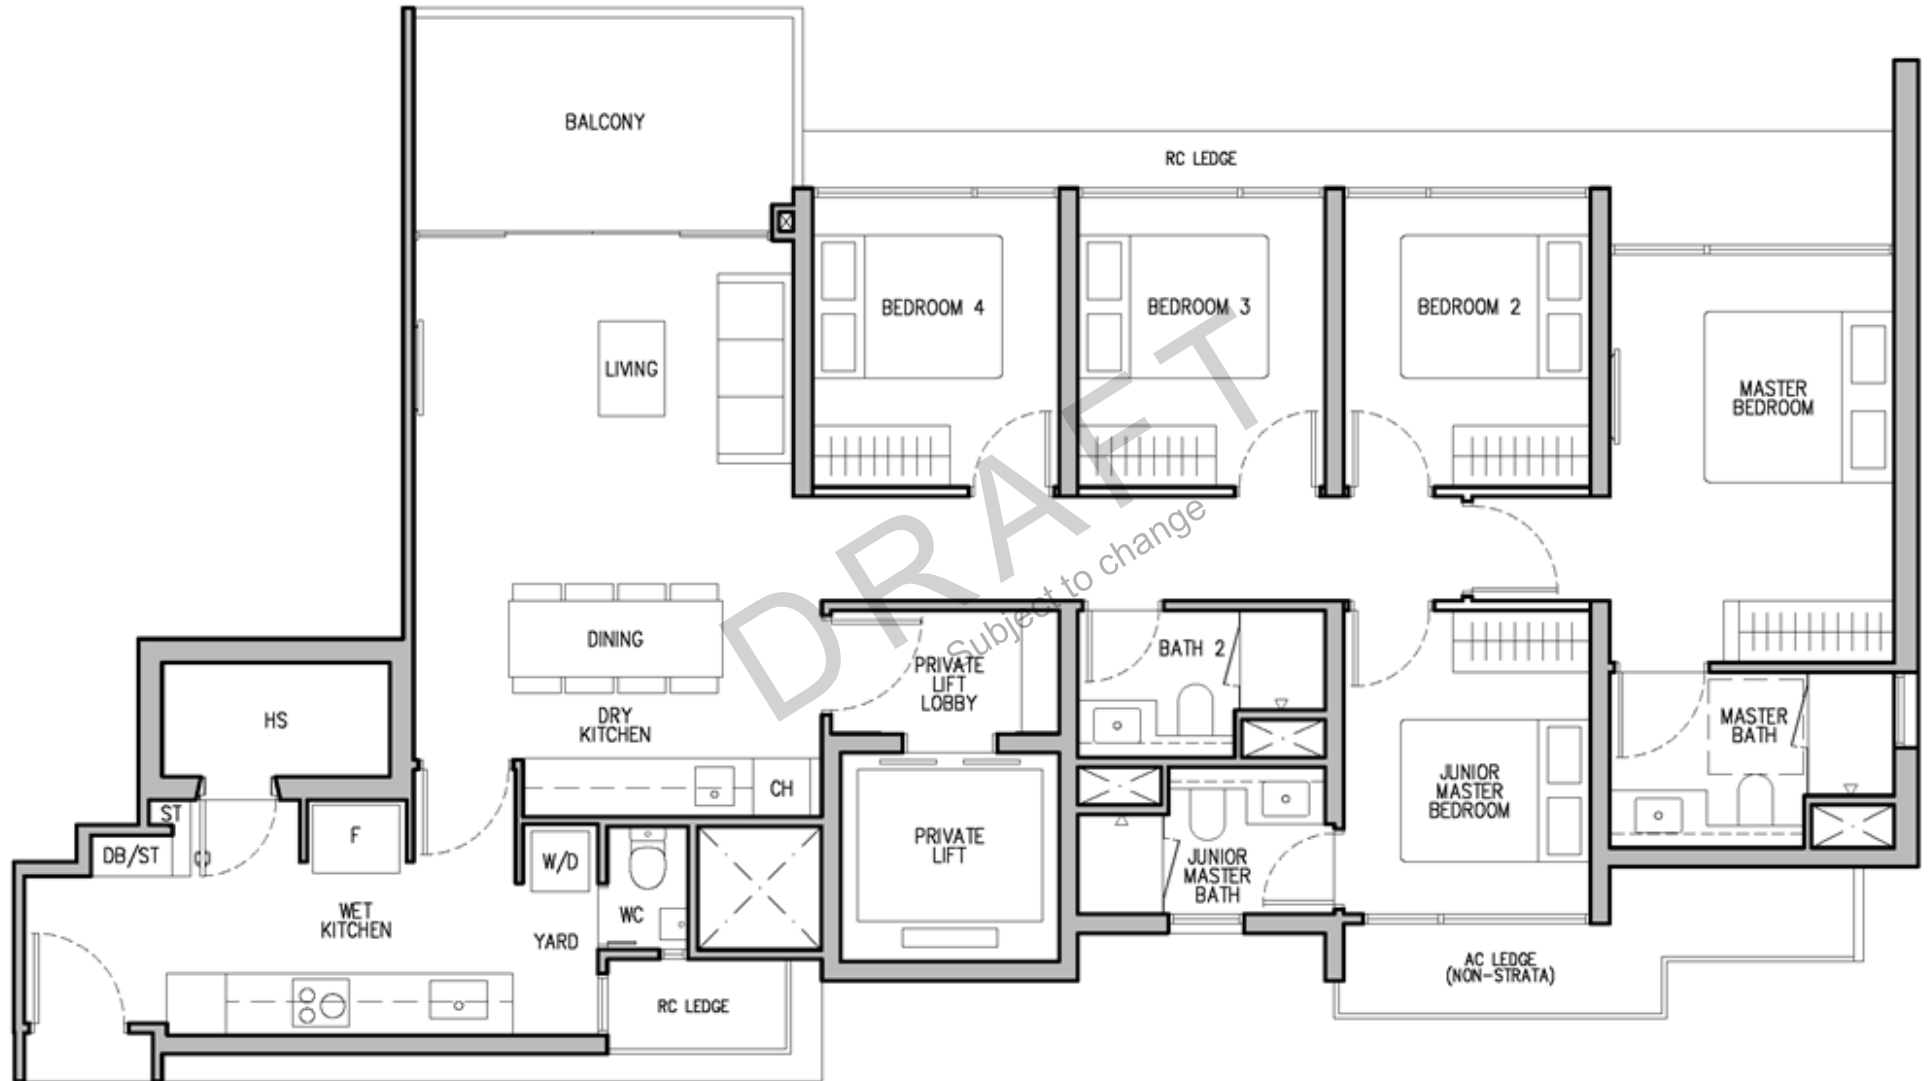 BALCONY
RC LEDGE
BEDROOM 4
BEDROOM 3
BEDROOM 2
LIVING
MASTER
BEDROOM
DRAFT
Subject to change
DINING
PRIVATE
LIFT
LOBBY
BATH 2
HS
DRY
KITCHEN
MASTER
BATH
CH
JUNIOR
MASTER
BEDROOM
ST
F
PRIVATE
LIFT
DB/ST
W/D
JUNIOR
MASTER
BATH
WET
KITCHEN
WC
YARD
AC LEDGE
(NON-STRATA)
RC LEDGE